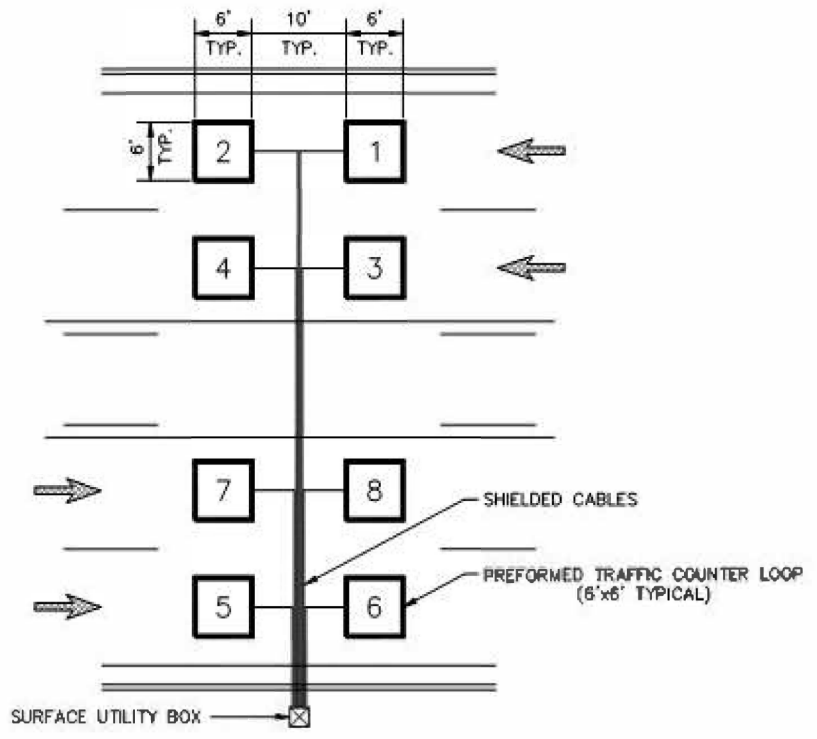 6' 10' 6'
TYP. TYP. TYP.
6'
TYP.
2 1
4 3
7 8
SHIELDED CABLES
5 6
PREFORMED TRAFFIC COUNTER LOOP
(6'x6' TYPICAL)
SURFACE UTILITY BOX